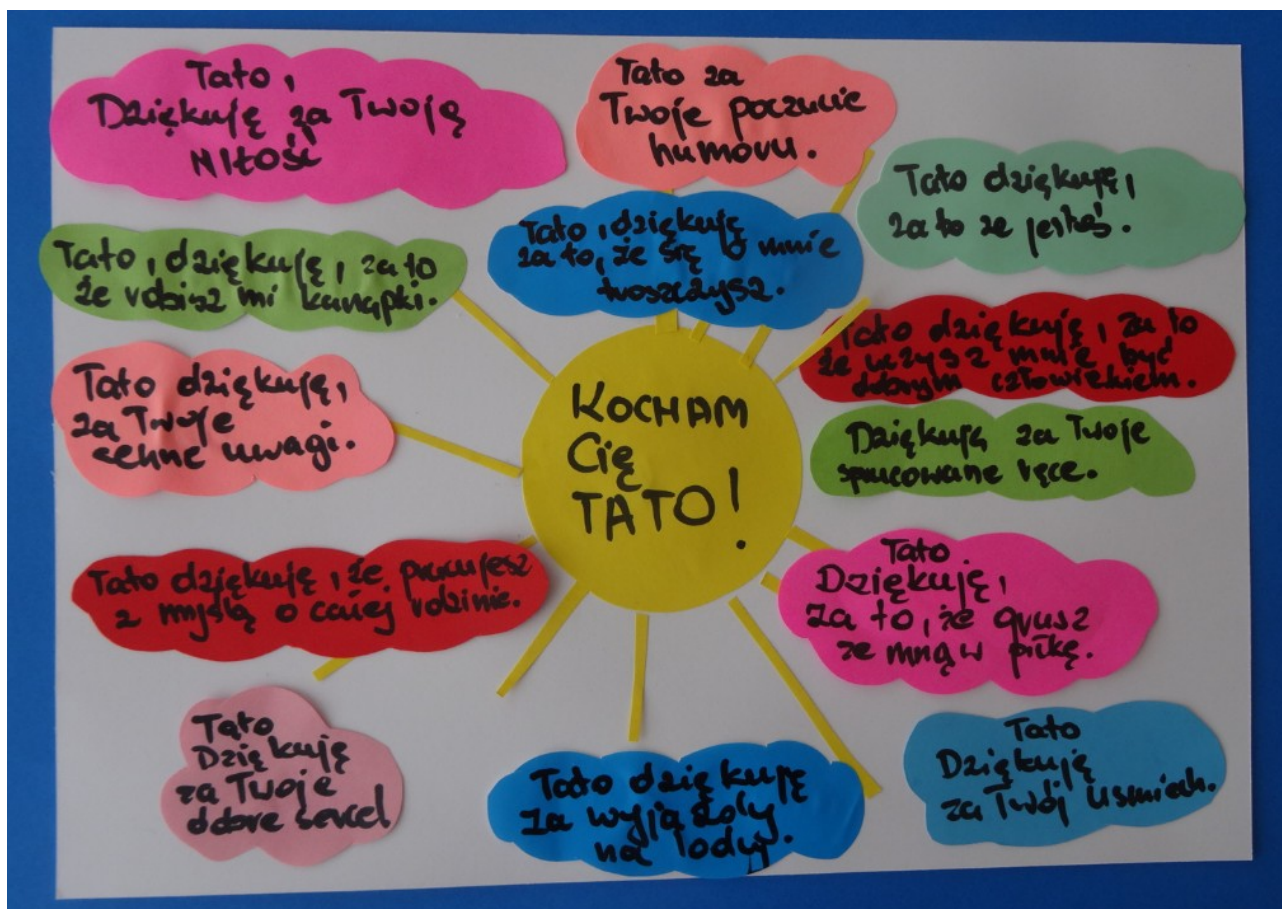 Tato,
Dziękuję za Twoją
MIŁOŚĆ
Tato za
Twoje poczucie
humoru.
Tato dziękuję,
za to ze jesteś.
Tato, dziękuję
za to, że się o mnie
troszczysz.
Tato, dziękuję, za to
że robisz mi kanapki.
Tato dziękuję, za to
że uczysz mnie być
dobrym człowiekiem.
Tato dziękuję,
za Twoje
cenne uwagi.
KOCHAM
Cię
TATO!
Dziękuję za Twoje
spracowane ręce.
Tato dziękuję, że pracujesz
z myślą o całej rodzinie.
Tato
Dziękuję,
za to, że grasz
ze mną w piłkę.
Tato
Dziękuję
za Twoje
dobre serce!
Tato dziękuję
za wyjazdy
na lody.
Tato
Dziękuję
za Twój usmiech.